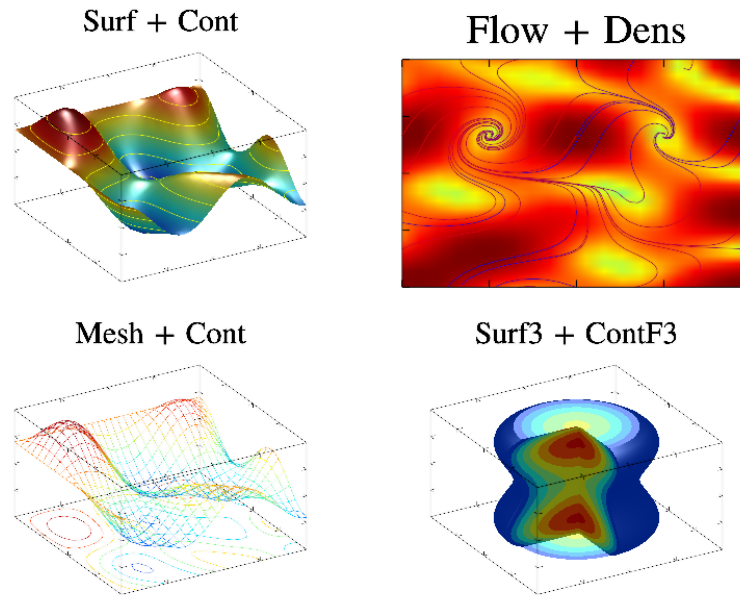 Surf + Cont
Flow + Dens
Mesh + Cont
Surf3 + ContF3